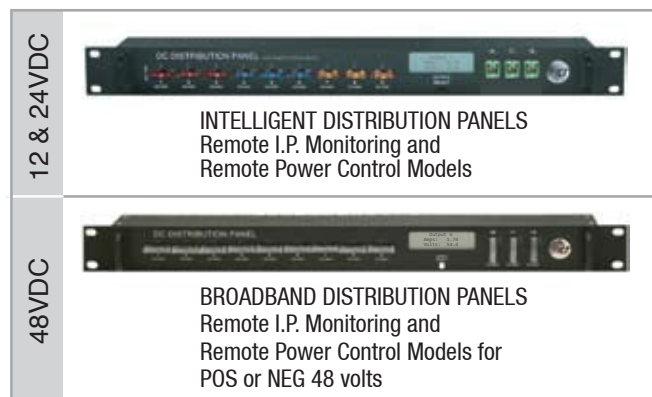 12 & 24VDC
DC DISTRIBUTION PANEL
INTELLIGENT DISTRIBUTION PANELS
Remote I.P. Monitoring and
Remote Power Control Models
48VDC
DC DISTRIBUTION PANEL
BROADBAND DISTRIBUTION PANELS
Remote I.P. Monitoring and
Remote Power Control Models for
POS or NEG 48 volts